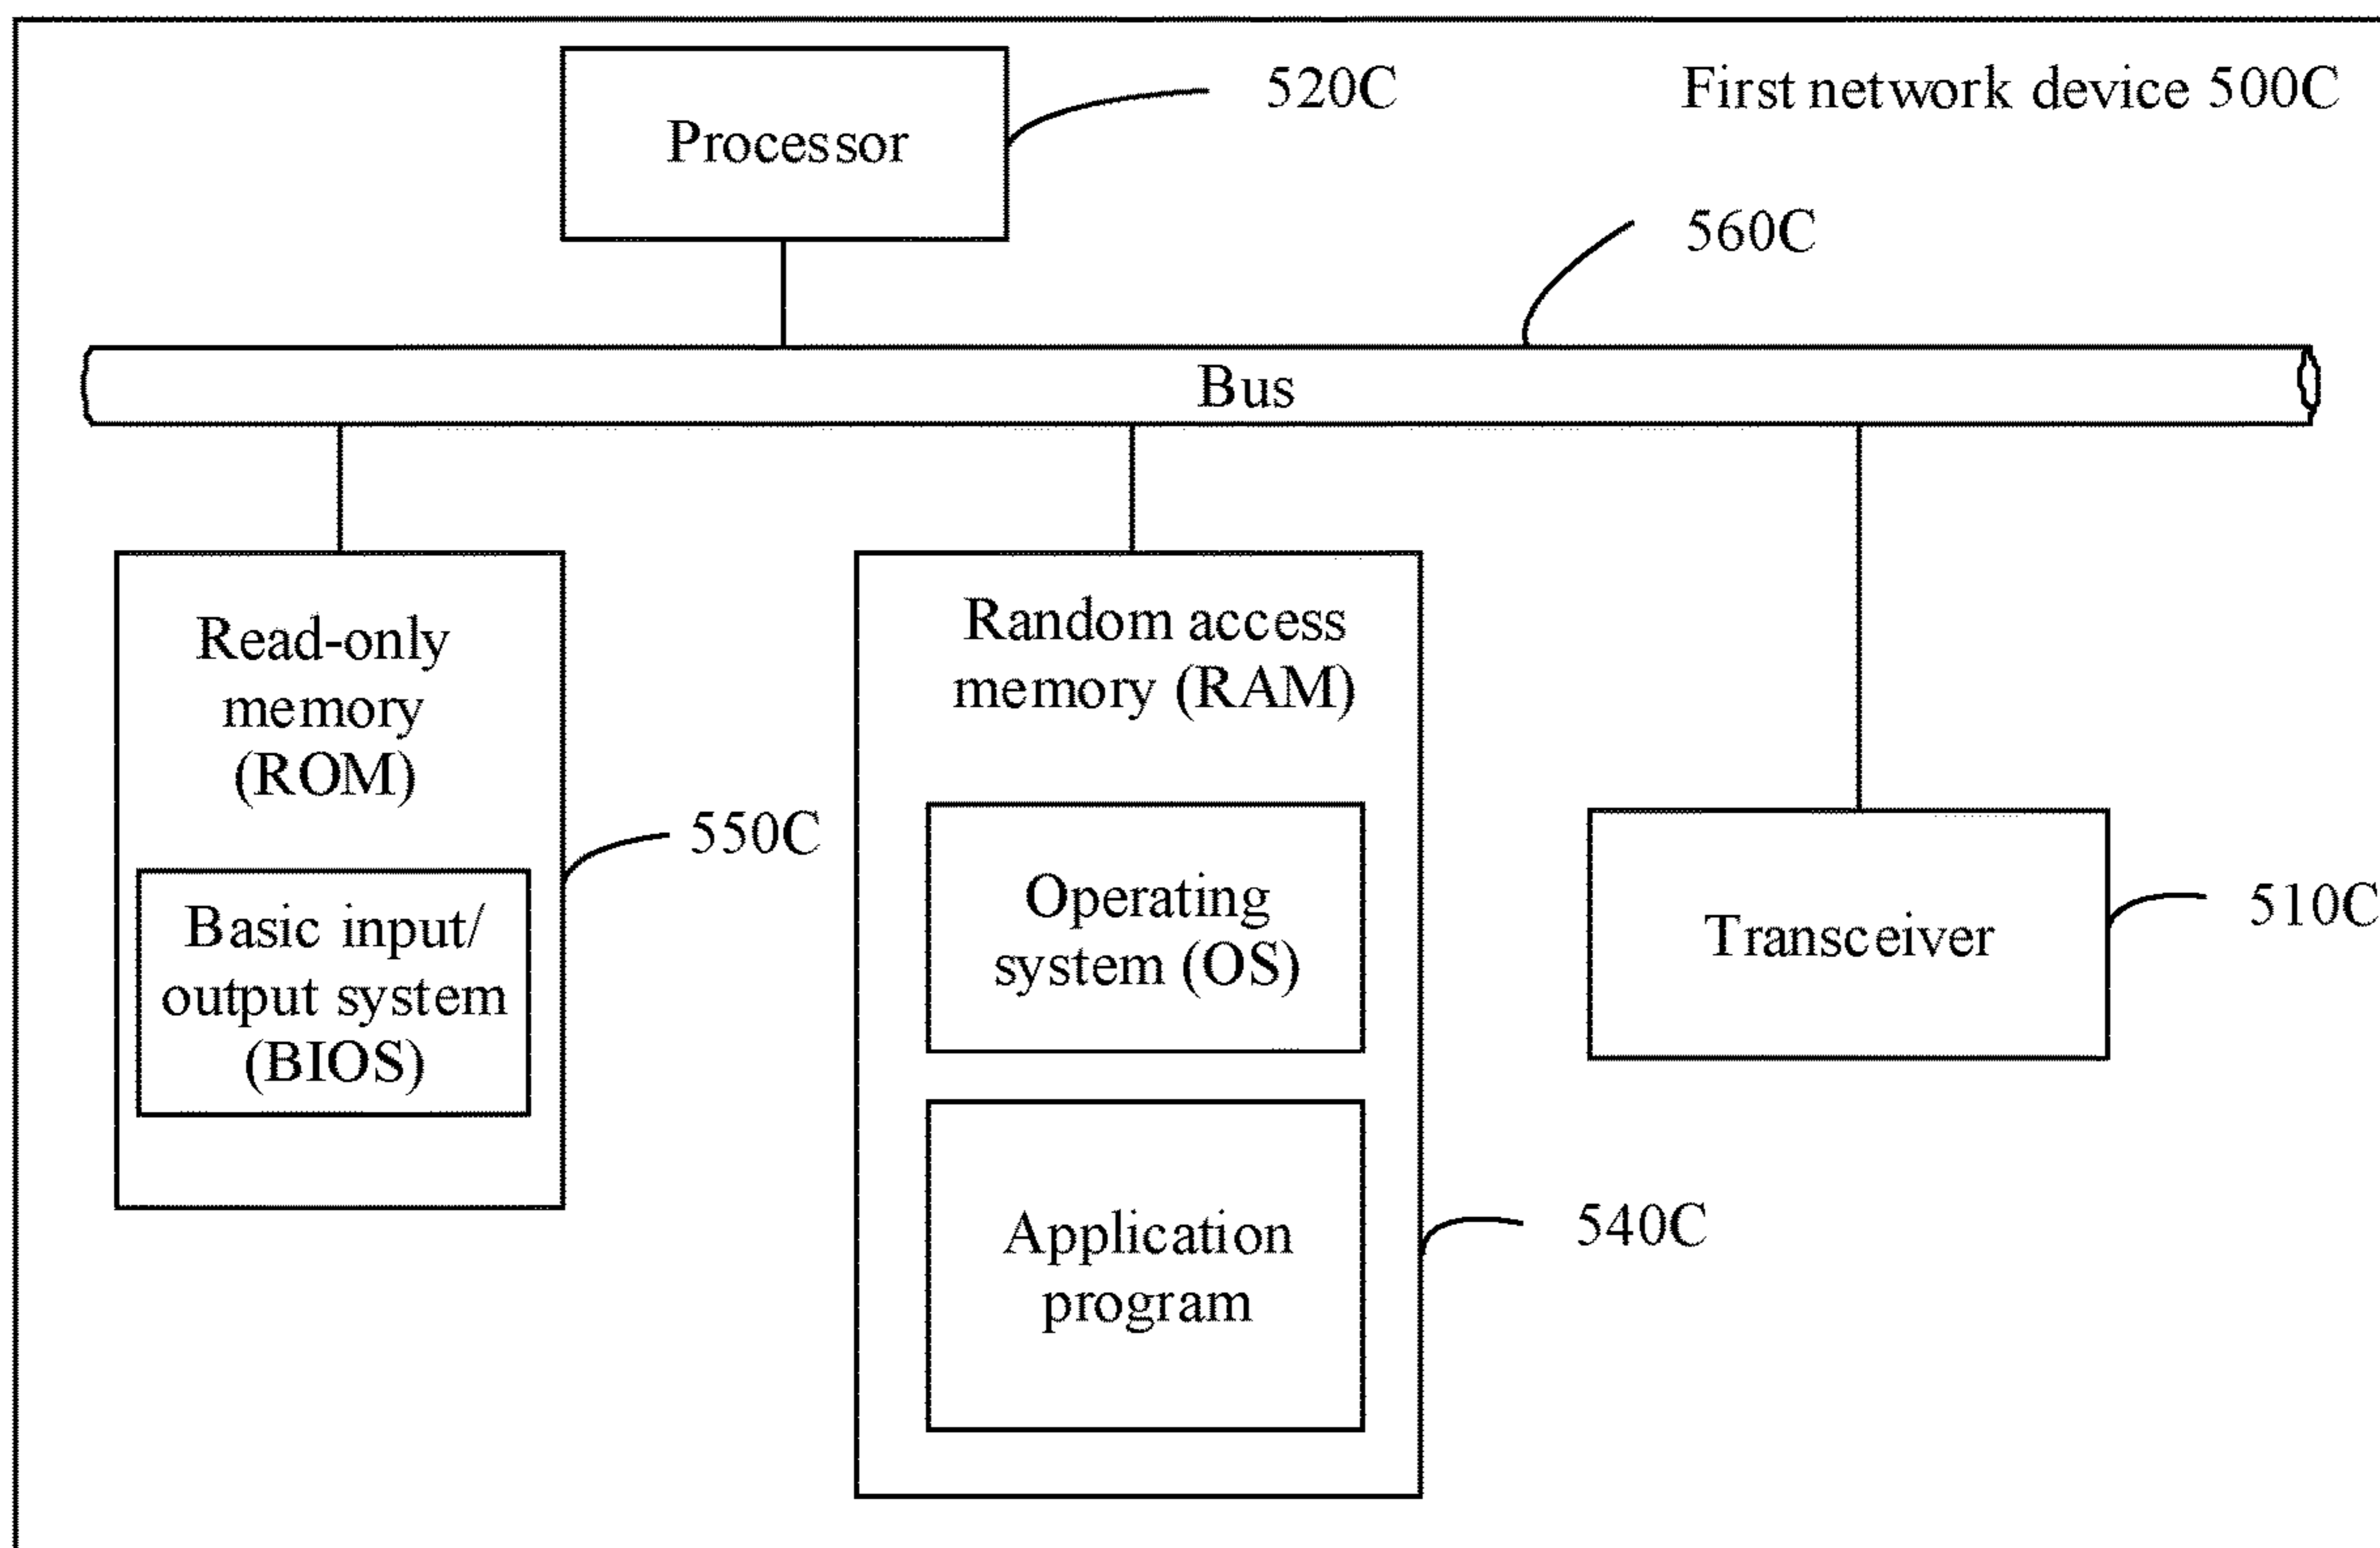 First network device 500C
Processor
520C
560C
Bus
Read-only
memory
(ROM)
Basic input/
output system
(BIOS)
550C
Random access
memory (RAM)
Operating
system (OS)
Application
program
540C
Transceiver
510C